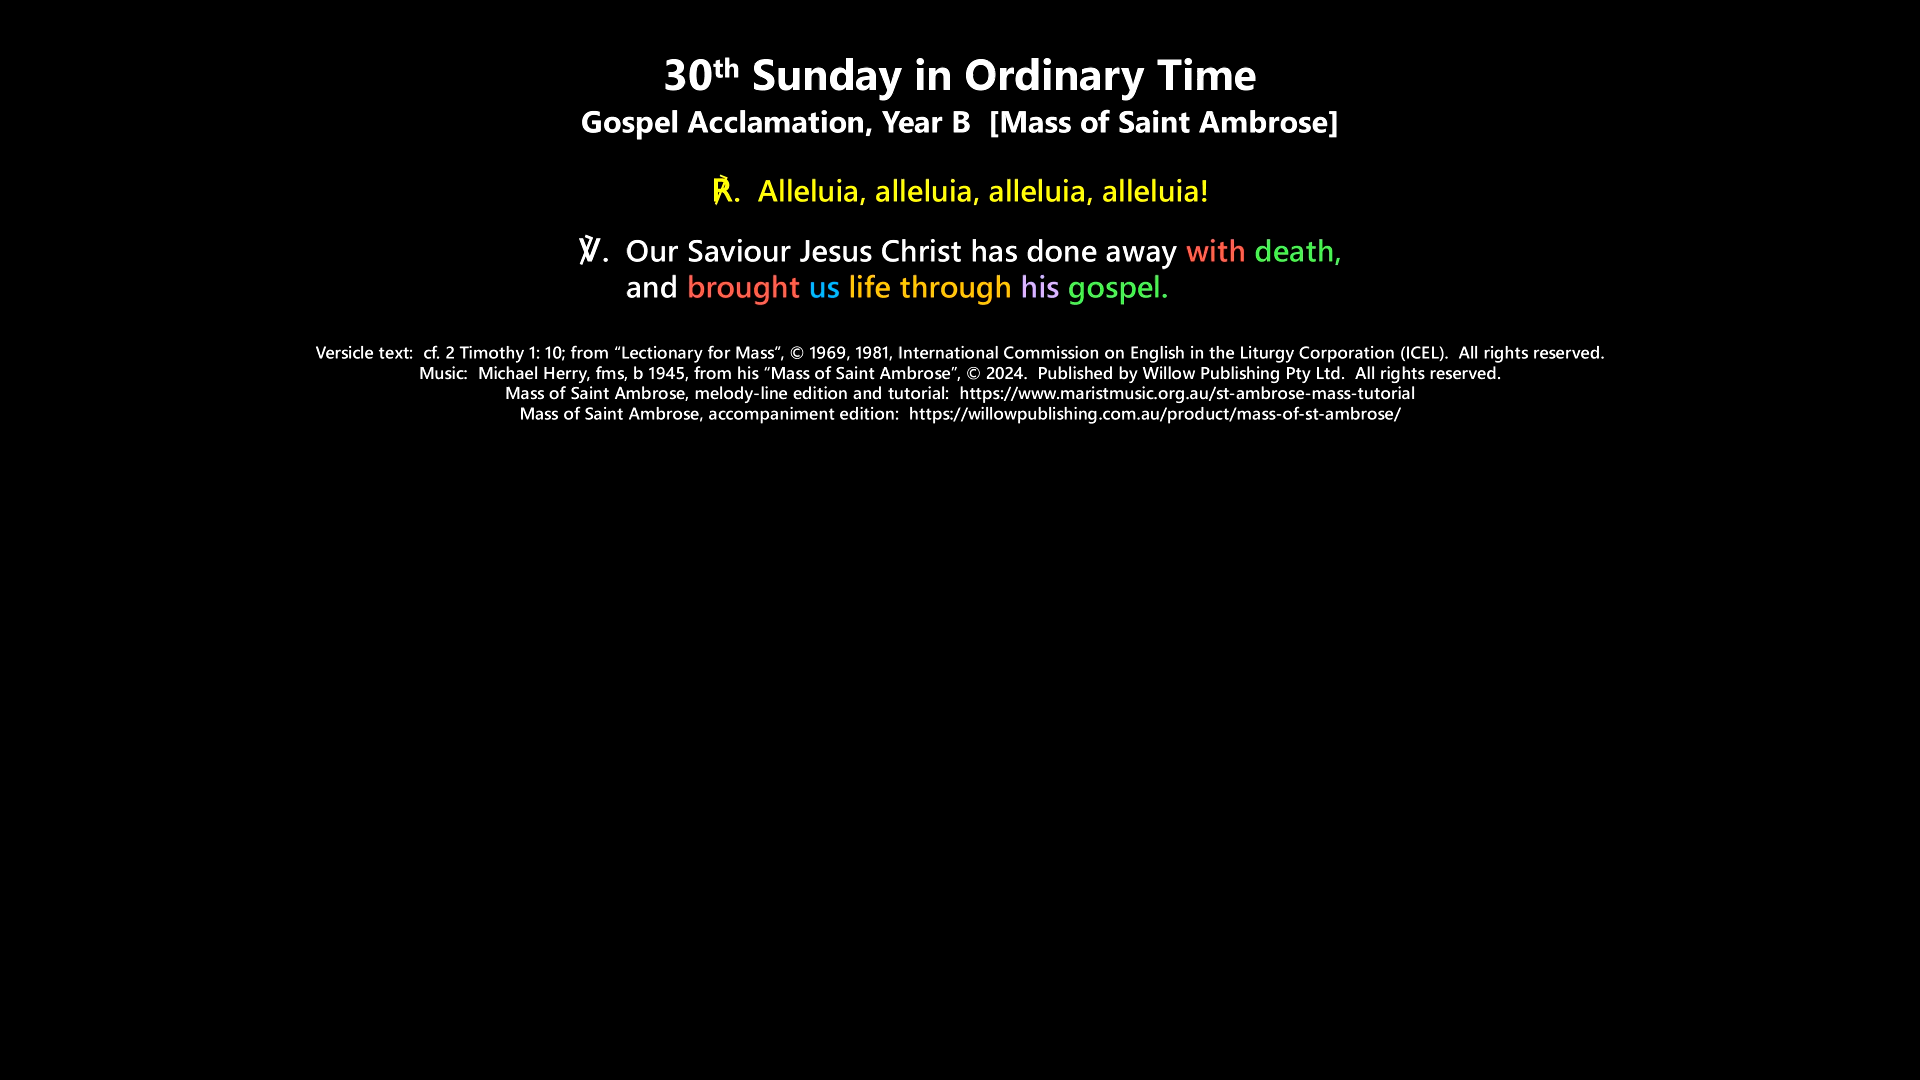 30th Sunday in Ordinary Time
Gospel Acclamation, Year B  [Mass of Saint Ambrose]
℟.  Alleluia, alleluia, alleluia, alleluia!
℣.  Our Saviour Jesus Christ has done away with death,
and brought us life through his gospel.
Versicle text:  cf. 2 Timothy 1: 10; from “Lectionary for Mass”, © 1969, 1981, International Commission on English in the Liturgy Corporation (ICEL).  All rights reserved.
Music:  Michael Herry, fms, b 1945, from his “Mass of Saint Ambrose”, © 2024.  Published by Willow Publishing Pty Ltd.  All rights reserved.
Mass of Saint Ambrose, melody-line edition and tutorial:  https://www.maristmusic.org.au/st-ambrose-mass-tutorial
Mass of Saint Ambrose, accompaniment edition:  https://willowpublishing.com.au/product/mass-of-st-ambrose/